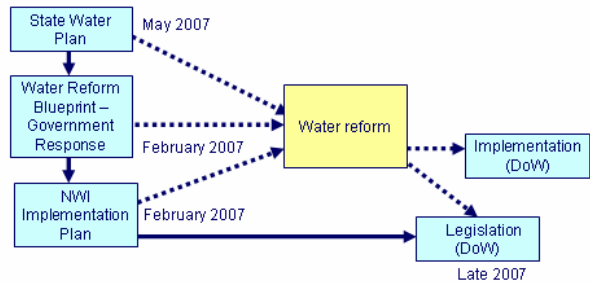 State Water
Plan
May 2007
Water Reform
Blueprint –
Government
Response
February 2007
NWI
Implementation
Plan
February 2007
Water reform
Implementation
(DoW)
Legislation
(DoW)
Late 2007